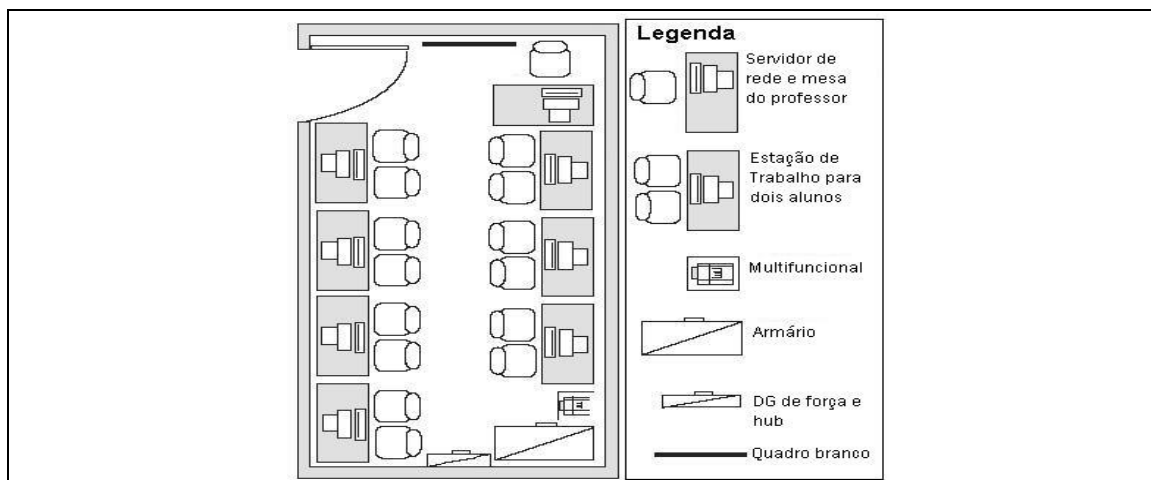 Legenda
Servidor de
rede e mesa
do professor
Estação de
Trabalho para
dois alunos
Multifuncional
Armário
DG de força e
hub
Quadro branco